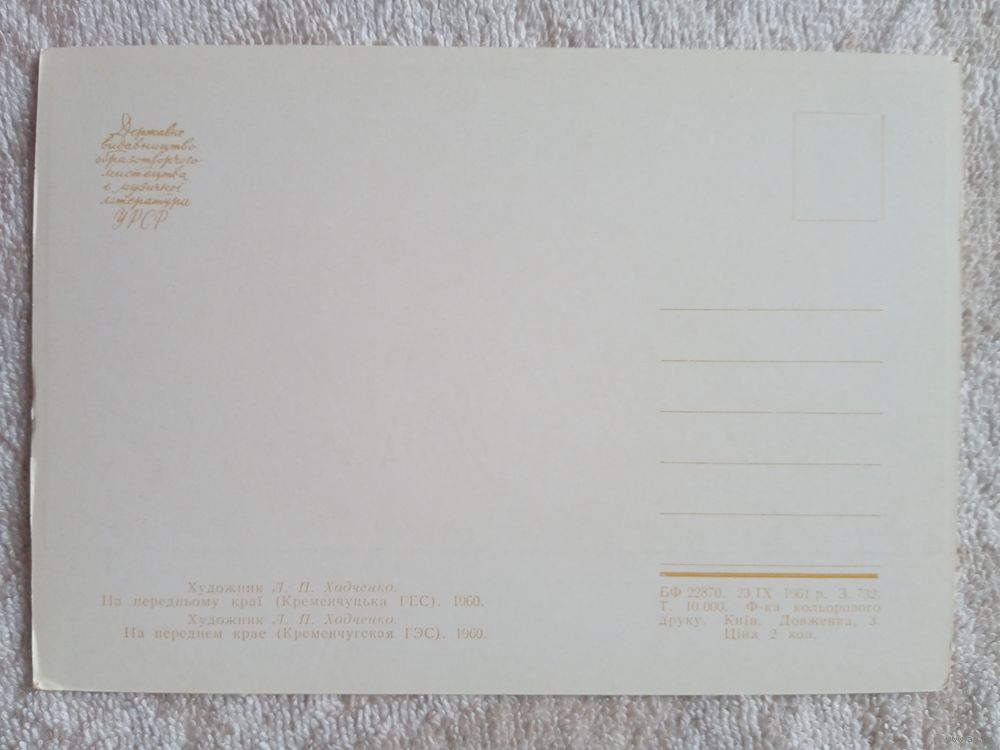 Державне
видавництво
образотворчого
мистецтва
і музичної
літератури
УРСР
Художник Л. П. Ходченко.
На передньому краї (Кременчуцька ГЕС). 1960.
Художник Л. П. Ходченко.
На переднем крае (Кременчугская ГЭС). 1960.
БФ 22870. 23.IX 1961 р. З. 732.
Т. 10 000. Ф-ка кольорового
друку. Київ. Довженка, 3.
Ціна 2 коп.